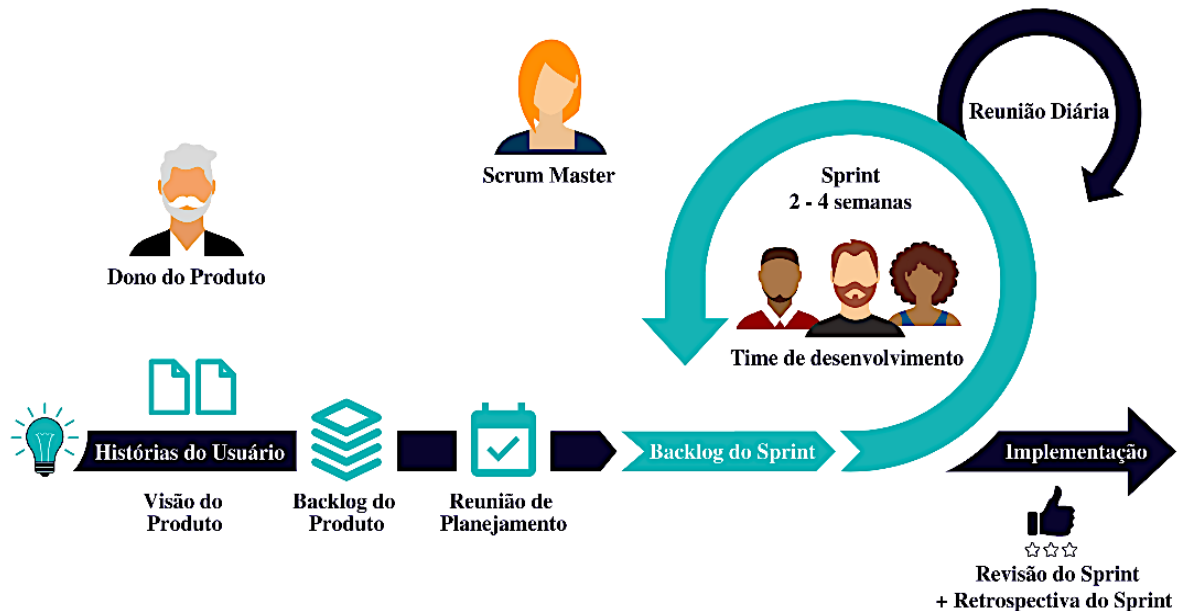 Reunião Diária
Scrum Master
Sprint
2 - 4 semanas
Dono do Produto
Time de desenvolvimento
Histórias do Usuário
Backlog do Sprint
Implementação
Visão do
Produto
Backlog do
Produto
Reunião de
Planejamento
Revisão do Sprint
+ Retrospectiva do Sprint